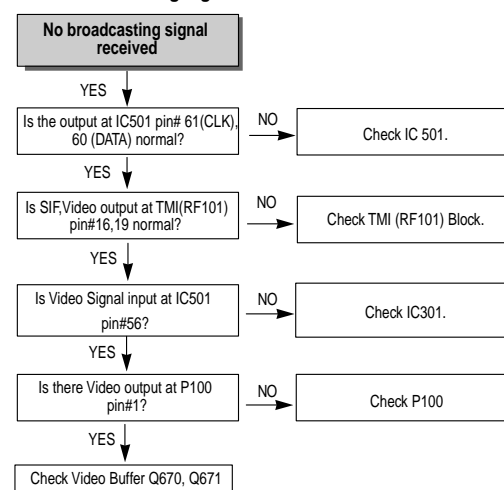 No broadcasting signal
received
YES
Is the output at IC501 pin# 61(CLK),
60 (DATA) normal?
NO
Check IC 501.
YES
Is SIF,Video output at TMI(RF101)
pin#16,19 normal?
NO
Check TMI (RF101) Block.
YES
Is Video Signal input at IC501
pin#56?
NO
Check IC301.
YES
Is there Video output at P100
pin#1?
NO
Check P100
YES
Check Video Buffer Q670, Q671